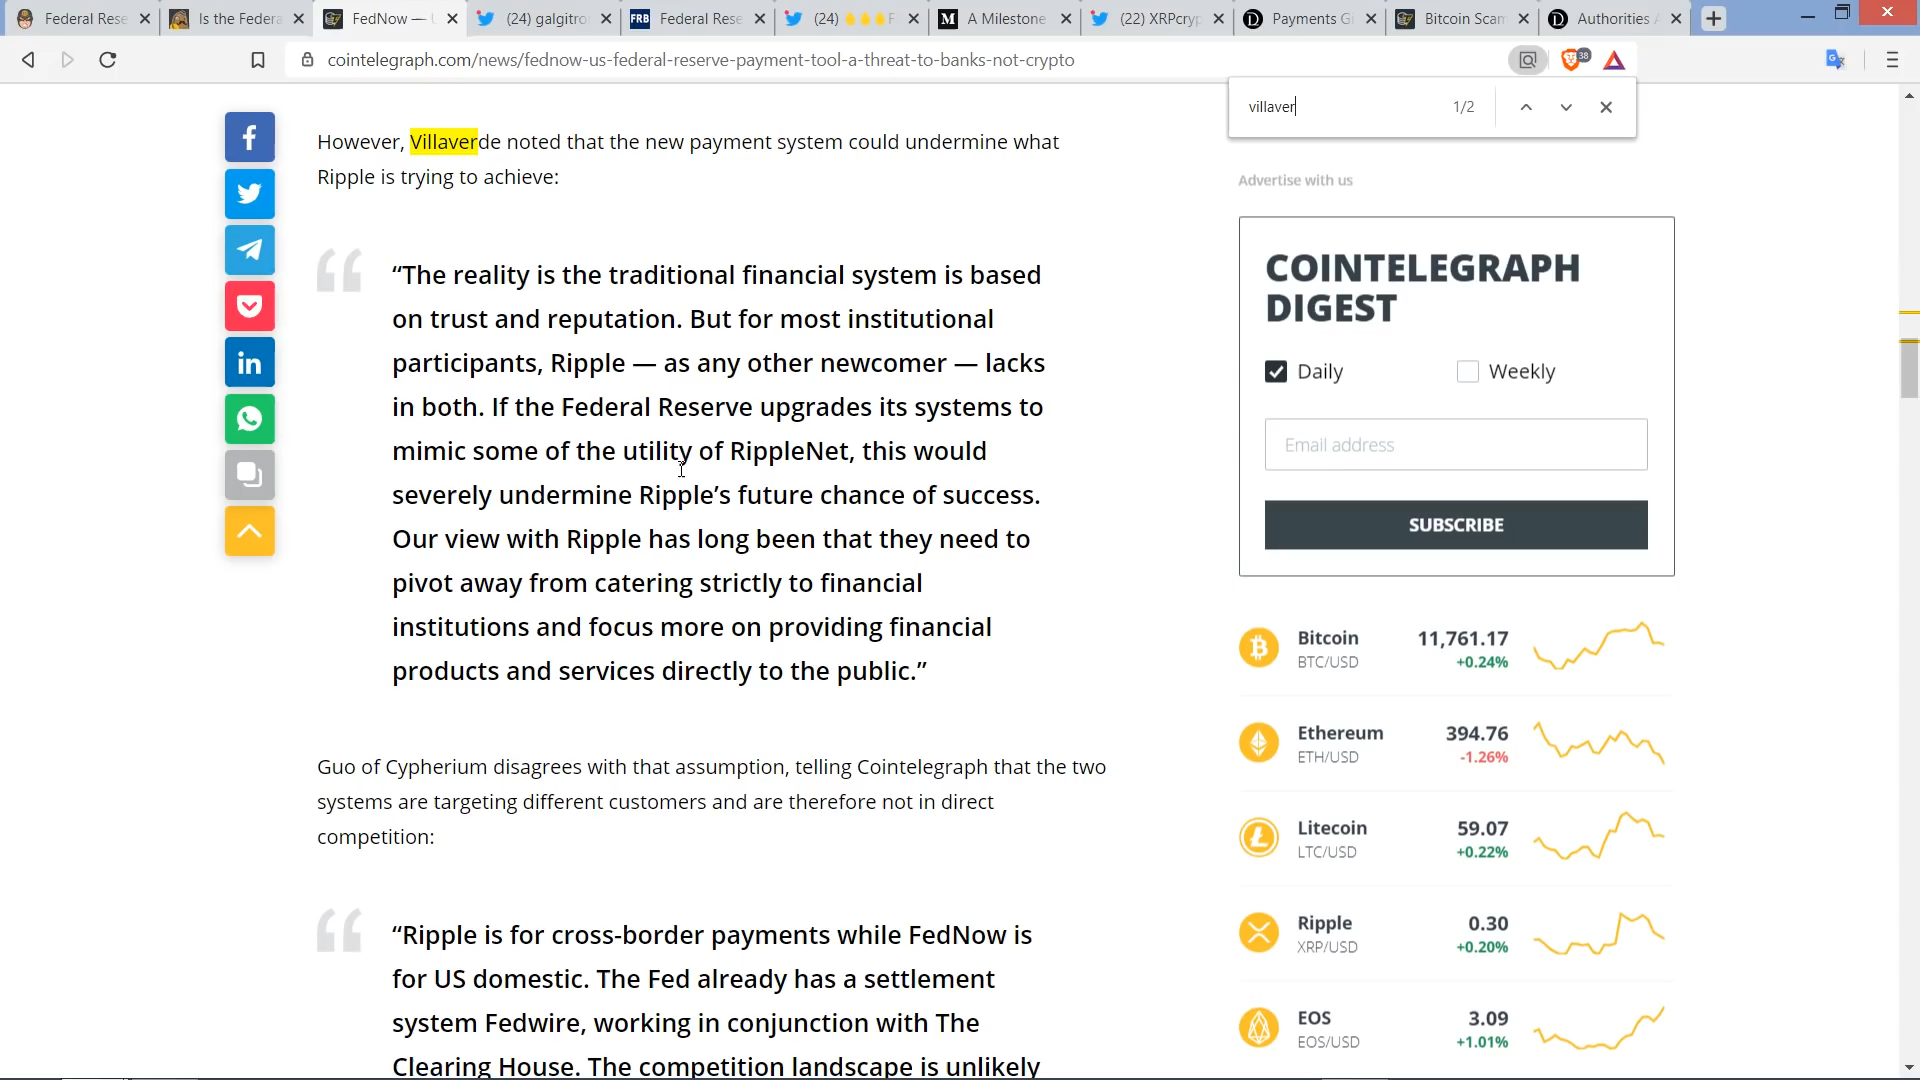 Federal Rese
Is the Federa
FedNow — U
(24) galgitro
FRB
Federal Rese
(24) 🔥🔥🔥F
M
A Milestone
(22) XRPcryp
D
Payments Gi
Bitcoin Scam
D
Authorities A
cointelegraph.com/news/fednow-us-federal-reserve-payment-tool-a-threat-to-banks-not-crypto
38
villaver
1/2
However, Villaverde noted that the new payment system could undermine what
Ripple is trying to achieve:
“The reality is the traditional financial system is based
on trust and reputation. But for most institutional
participants, Ripple — as any other newcomer — lacks
in both. If the Federal Reserve upgrades its systems to
mimic some of the utility of RippleNet, this would
severely undermine Ripple’s future chance of success.
Our view with Ripple has long been that they need to
pivot away from catering strictly to financial
institutions and focus more on providing financial
products and services directly to the public.”
Guo of Cypherium disagrees with that assumption, telling Cointelegraph that the two
systems are targeting different customers and are therefore not in direct
competition:
“Ripple is for cross-border payments while FedNow is
for US domestic. The Fed already has a settlement
system Fedwire, working in conjunction with The
Clearing House. The competition landscape is unlikely
Advertise with us
COINTELEGRAPH
DIGEST
Daily
Weekly
Email address
SUBSCRIBE
Bitcoin 11,761.17
BTC/USD +0.24%
Ethereum 394.76
ETH/USD -1.26%
Litecoin 59.07
LTC/USD +0.22%
Ripple 0.30
XRP/USD +0.20%
EOS 3.09
EOS/USD +1.01%